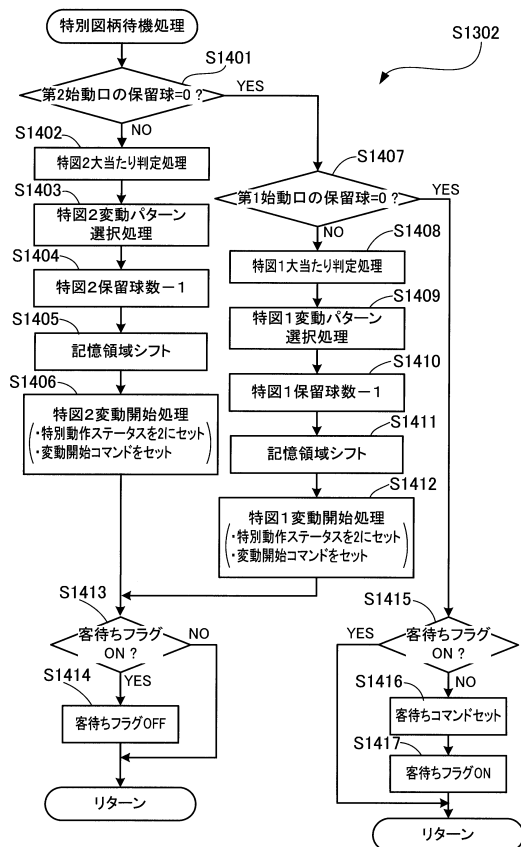 特別図柄待機処理
S1302
S1401
第2始動口の保留球=0？
YES
NO
S1402
特図2大当たり判定処理
S1403
特図2変動パターン
選択処理
S1404
特図2保留球数－1
S1405
記憶領域シフト
S1406
特図2変動開始処理
・特別動作ステータスを2にセット
・変動開始コマンドをセット
S1407
第1始動口の保留球=0？
YES
NO
S1408
特図1大当たり判定処理
S1409
特図1変動パターン
選択処理
S1410
特図1保留球数－1
S1411
記憶領域シフト
S1412
特図1変動開始処理
・特別動作ステータスを2にセット
・変動開始コマンドをセット
S1413
客待ちフラグ
ON？
NO
YES
S1414
客待ちフラグOFF
リターン
S1415
客待ちフラグ
ON？
YES
NO
S1416
客待ちコマンドセット
S1417
客待ちフラグON
リターン